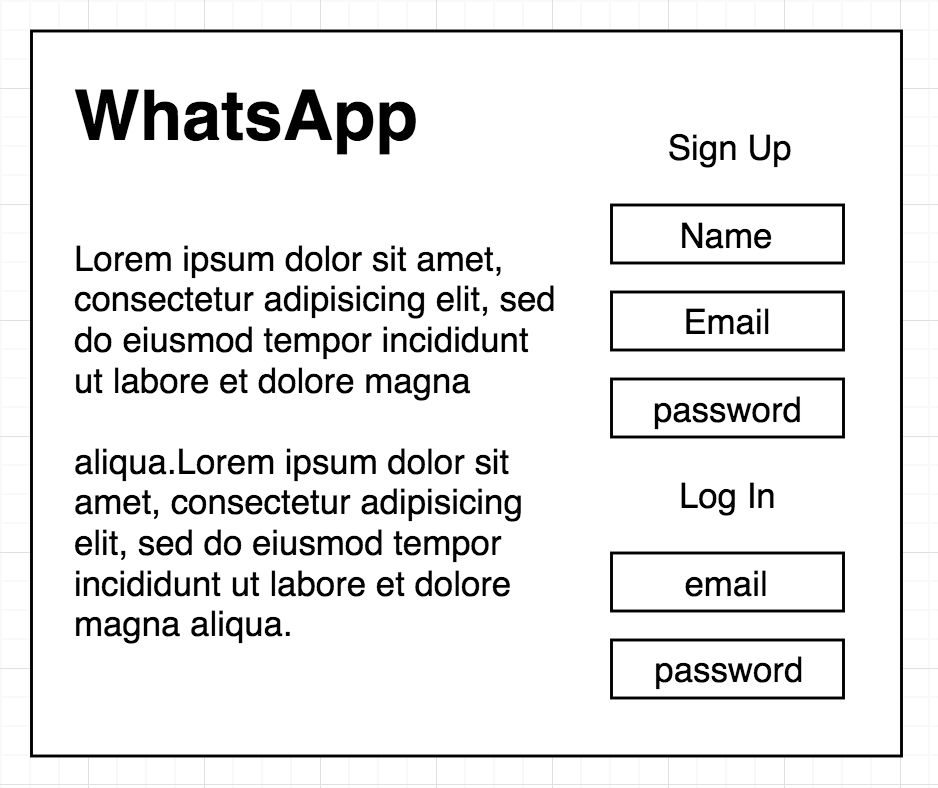 WhatsApp
Lorem ipsum dolor sit amet,
consectetur adipisicing elit, sed
do eiusmod tempor incididunt
ut labore et dolore magna
aliqua.Lorem ipsum dolor sit
amet, consectetur adipisicing
elit, sed do eiusmod tempor
incididunt ut labore et dolore
magna aliqua.
Sign Up
Name
Email
password
Log In
email
password